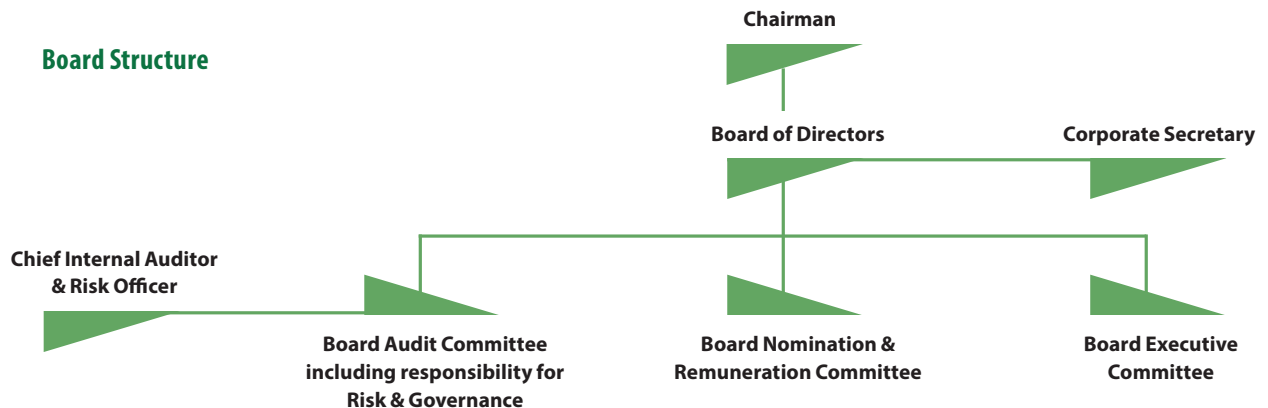 Board Structure
Chairman
Board of Directors
Corporate Secretary
Chief Internal Auditor
& Risk Officer
Board Audit Committee
including responsibility for
Risk & Governance
Board Nomination &
Remuneration Committee
Board Executive
Committee